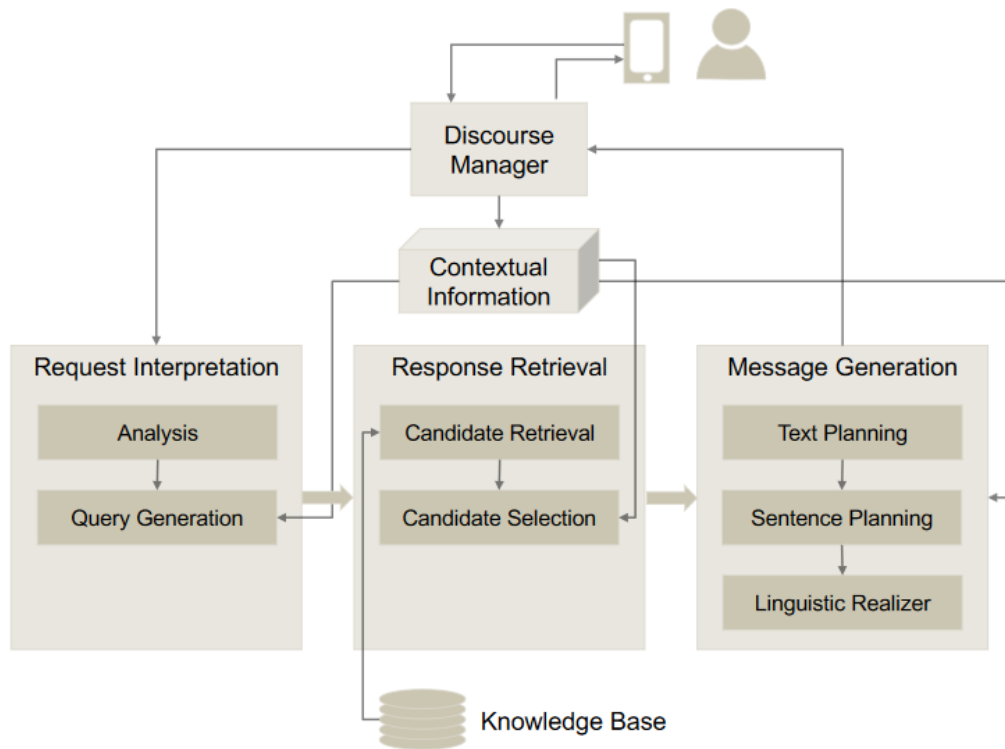 Discourse
Manager
Contextual
Information
Request Interpretation
Analysis
Query Generation
Response Retrieval
Candidate Retrieval
Candidate Selection
Message Generation
Text Planning
Sentence Planning
Linguistic Realizer
Knowledge Base